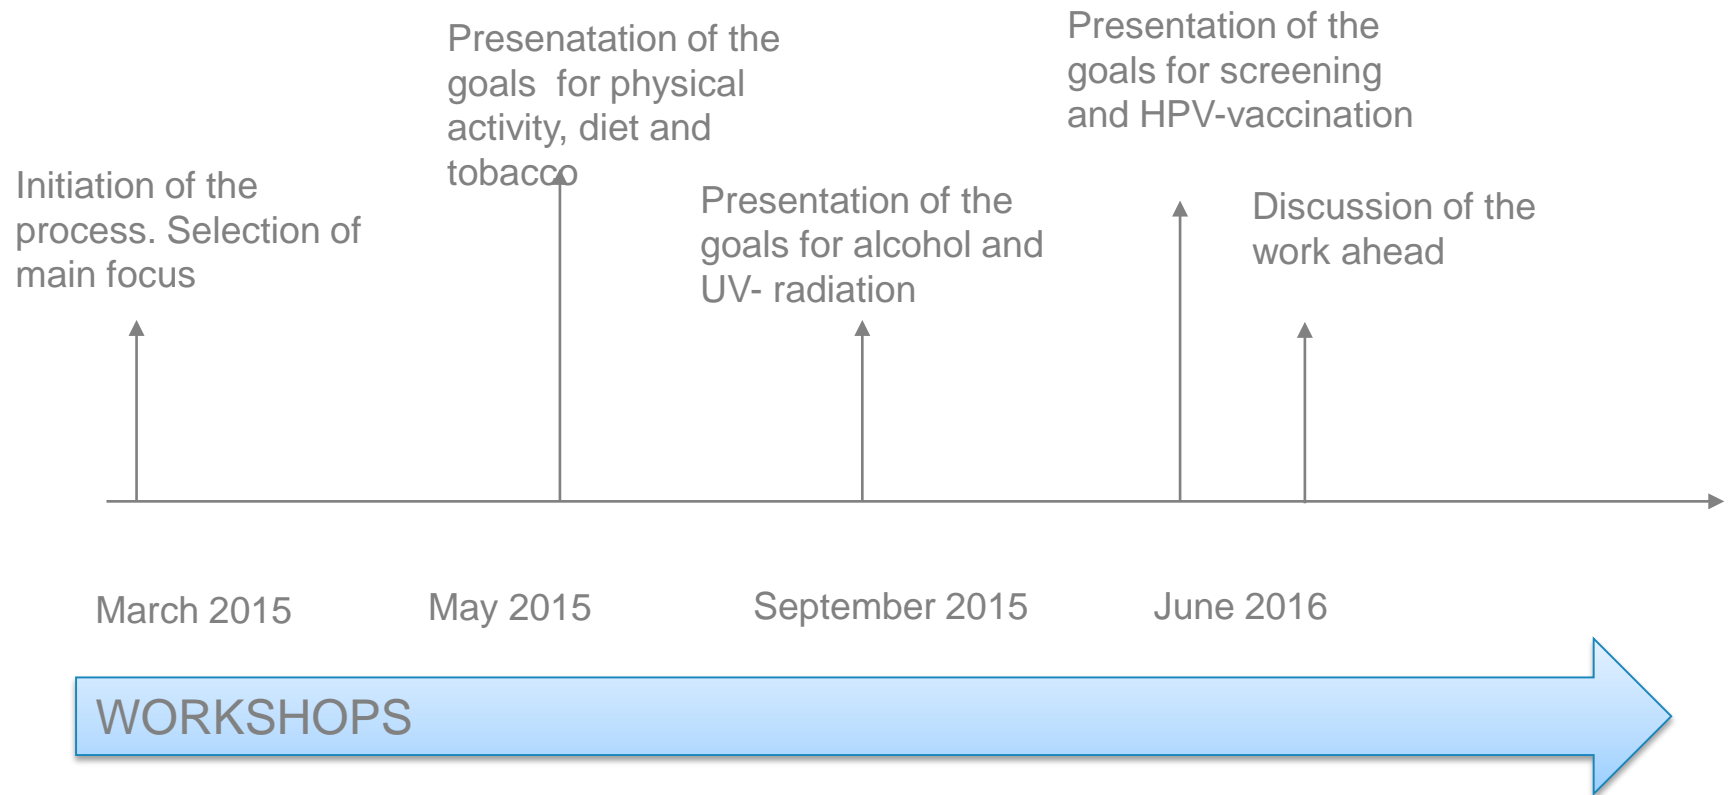 Initiation of the
process. Selection of
main focus
Presenatation of the
goals  for physical
activity, diet and
tobacco
Presentation of the
goals for alcohol and
UV- radiation
Presentation of the
goals for screening
and HPV-vaccination
Discussion of the
work ahead
March 2015
May 2015
September 2015
June 2016
WORKSHOPS